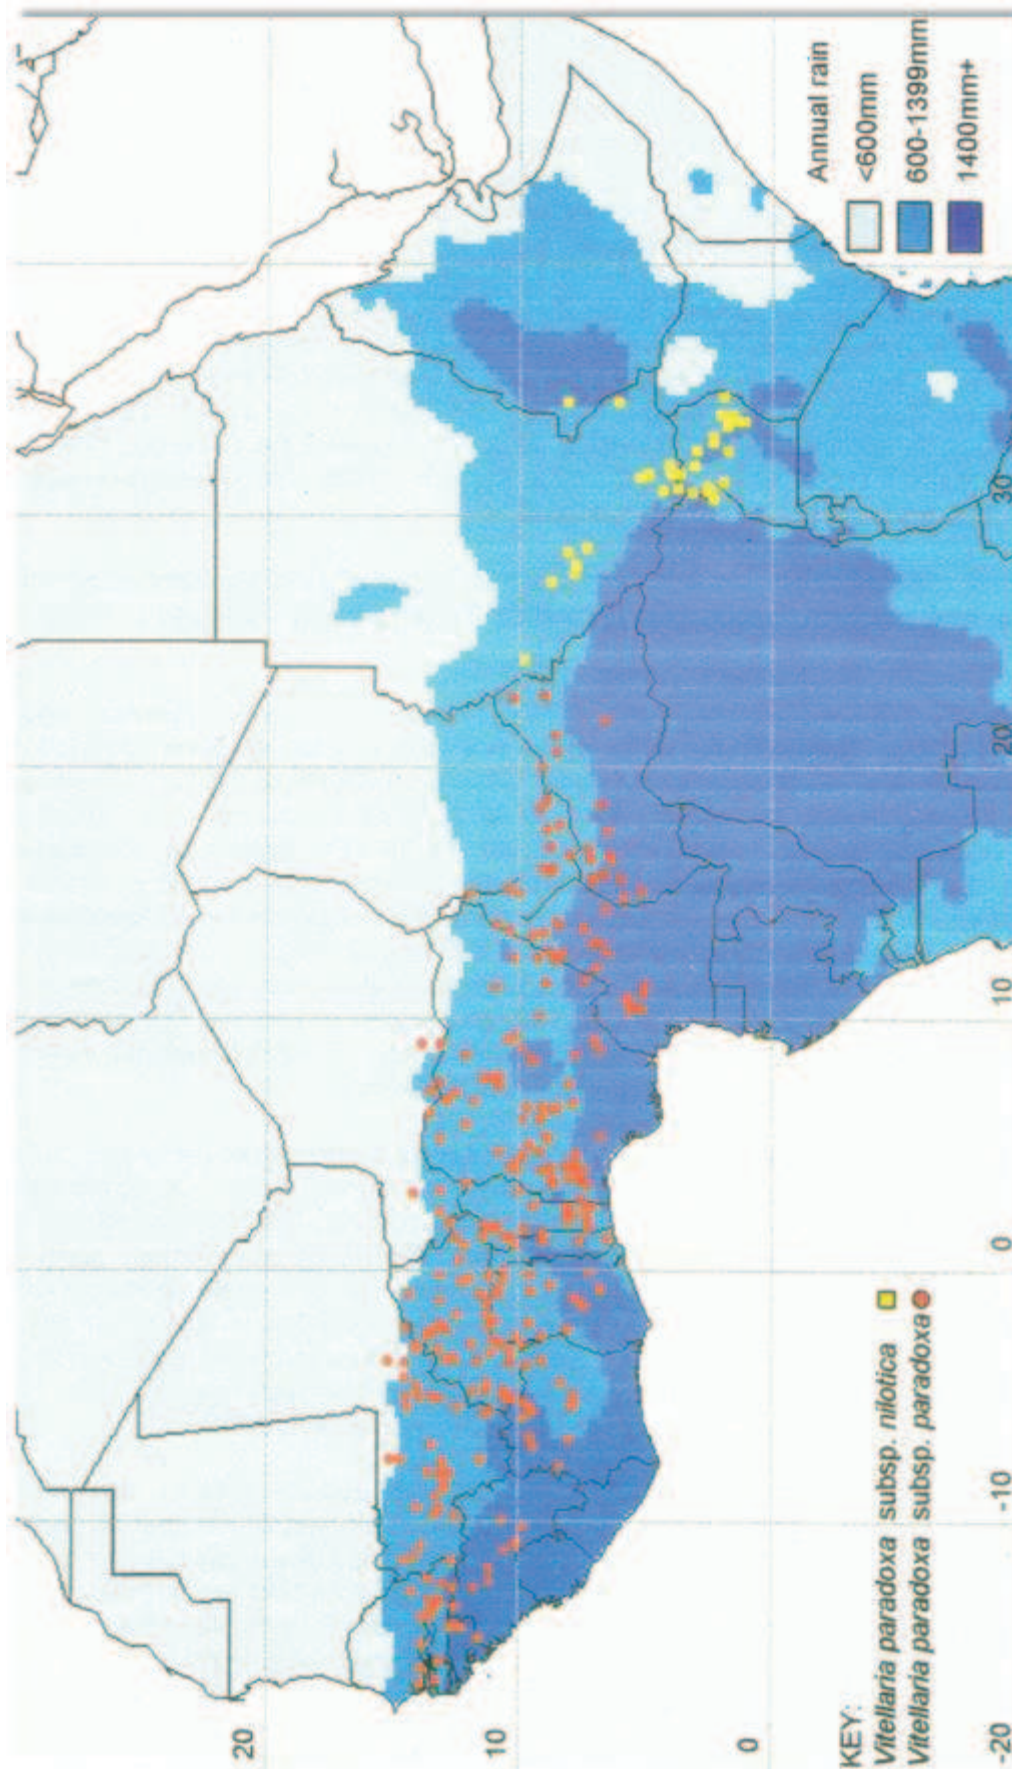 Annual rain
<600mm
600-1399mm
1400mm+
KEY:
Vitellaria paradoxa subsp. nilotica
Vitellaria paradoxa subsp. paradoxa
20
10
0
-20
-10
0
10
20
30